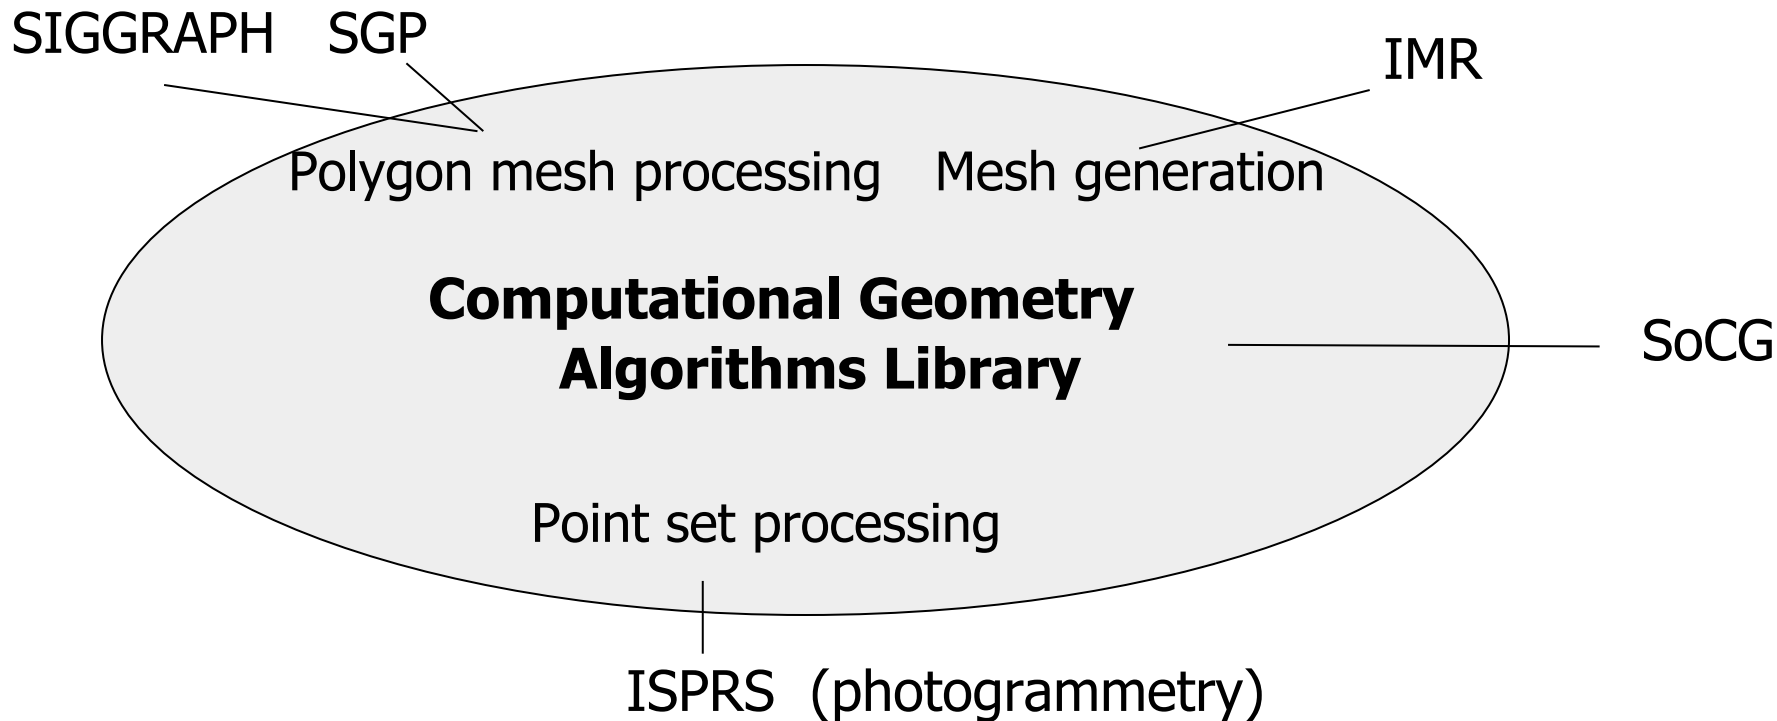 SIGGRAPH SGP
IMR
Polygon mesh processing Mesh generation
Computational Geometry
Algorithms Library
SoCG
Point set processing
ISPRS (photogrammetry)